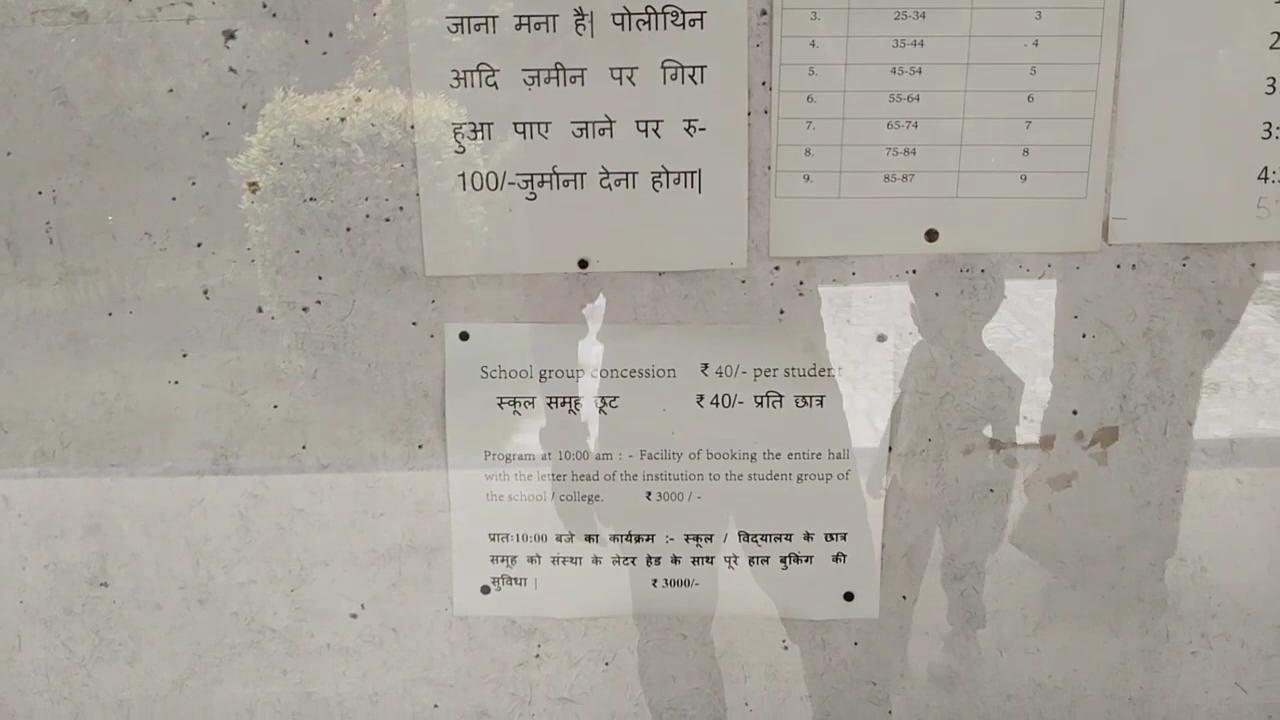 जाना मना है| पोलीथिन
आदि ज़मीन पर गिरा
हुआ पाए जाने पर रु-
100/-जुर्माना देना होगा|
3. 25-34 3
4. 35-44 4
5. 45-54 5
6. 55-64 6
7. 65-74 7
8. 75-84 8
9. 85-87 9
School group concession ₹ 40/- per student
स्कूल समूह छूट ₹ 40/- प्रति छात्र
Program at 10:00 am : - Facility of booking the entire hall
with the letter head of the institution to the student group of
the school / college. ₹ 3000 / -
प्रातः10:00 बजे का कार्यक्रम :- स्कूल / विद्यालय के छात्र
समूह को संस्था के लेटर हेड के साथ पूरे हाल बुकिंग की
सुविधा | ₹ 3000/-